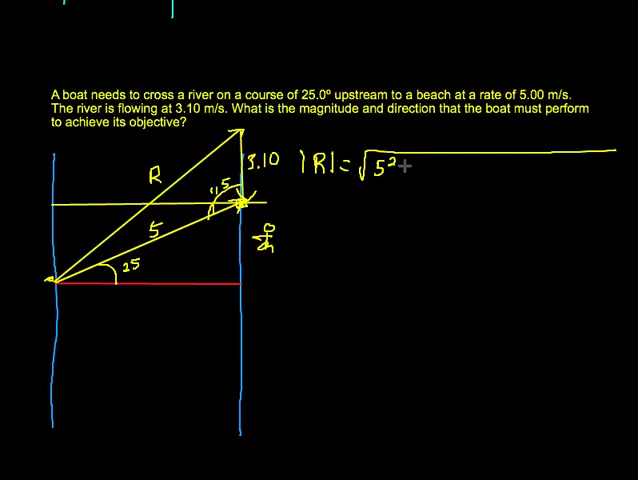 A boat needs to cross a river on a course of 25.0º upstream to a beach at a rate of 5.00 m/s.
The river is flowing at 3.10 m/s. What is the magnitude and direction that the boat must perform
to achieve its objective?
3.10
|R| = √5² +
R
5
25